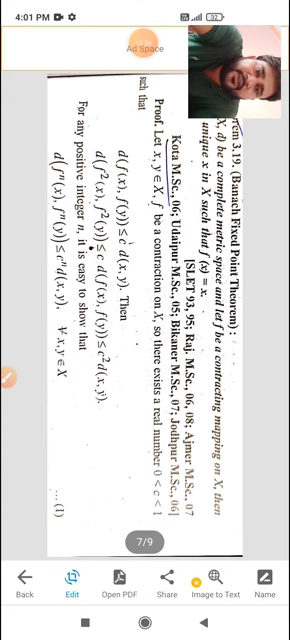 4:01 PM
32
Ad Space
rem 3.19. (Banach Fixed Point Theorem) :
X, d) be a complete metric space and let f be a contracting mapping on X, then
unique x in X such that f (x) = x.
[SLET 93, 95; Raj. M.Sc., 06, 08; Ajmer M.Sc., 07
Kota M.Sc., 06; Udaipur M.Sc., 05; Bikaner M.Sc., 07; Jodhpur M.Sc., 06]
Proof. Let x, y ∈ X, f be a contraction on X, so there exists a real number 0 < c < 1
such that
d(f(x), f(y)) ≤ c d(x, y). Then
d(f²(x), f²(y)) ≤ c d(f(x), f(y)) ≤ c² d(x, y).
For any positive integer n, it is easy to show that
d(fⁿ(x), fⁿ(y)) ≤ cⁿ d(x, y), ∀ x, y ∈ X ...(1)
7/9
Back
Edit
Open PDF
Share
Image to Text
Name